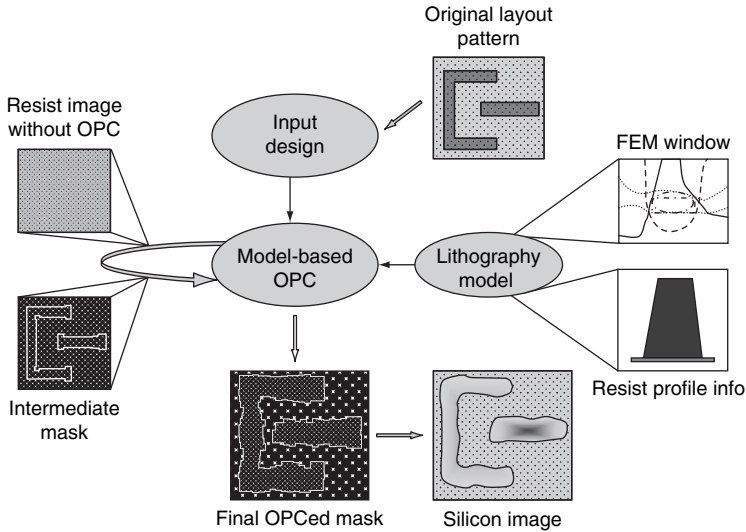 Original layout
pattern
Resist image
without OPC
Input
design
FEM window
Model-based
OPC
Lithography
model
Intermediate
mask
Resist profile info
Final OPCed mask
Silicon image